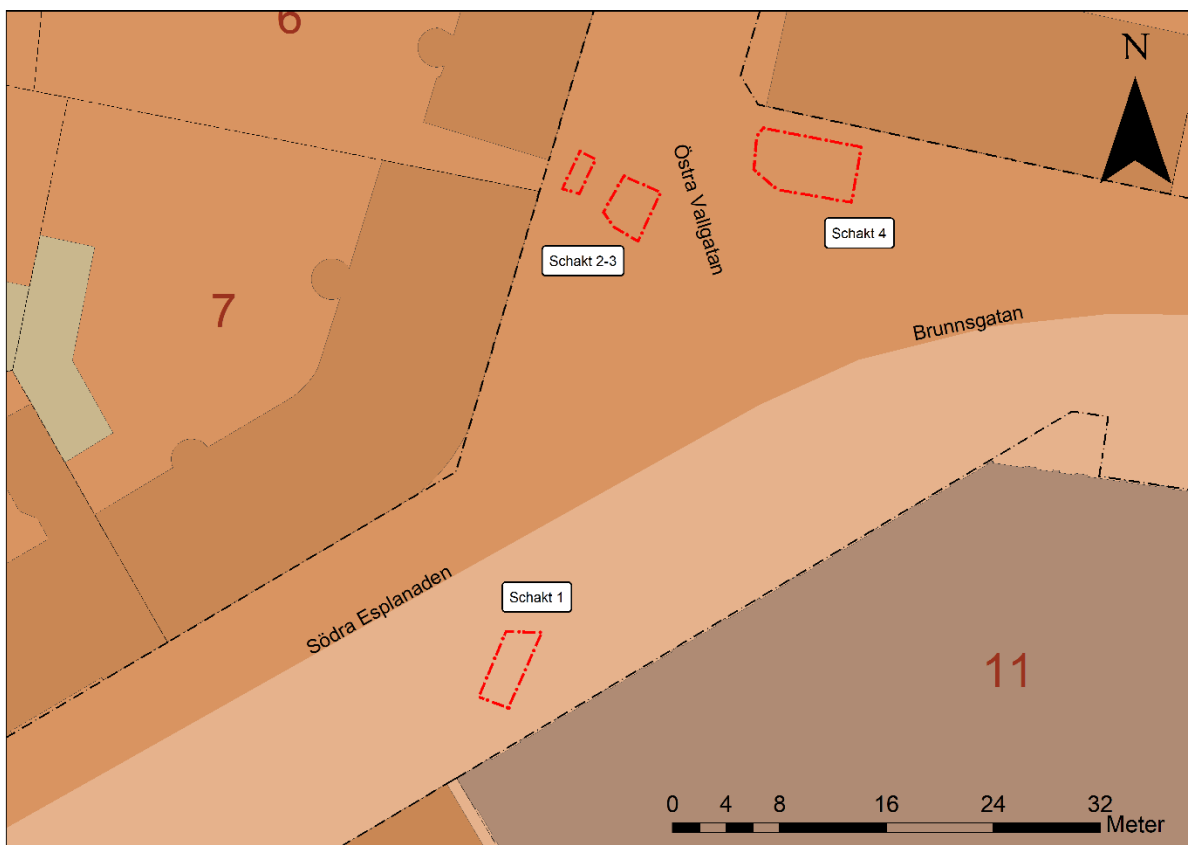 6
N
Östra Vallgatan
Schakt 4
Schakt 2-3
7
Brunnsgatan
Schakt 1
Södra Esplanaden
11
0 4 8 16 24 32
Meter